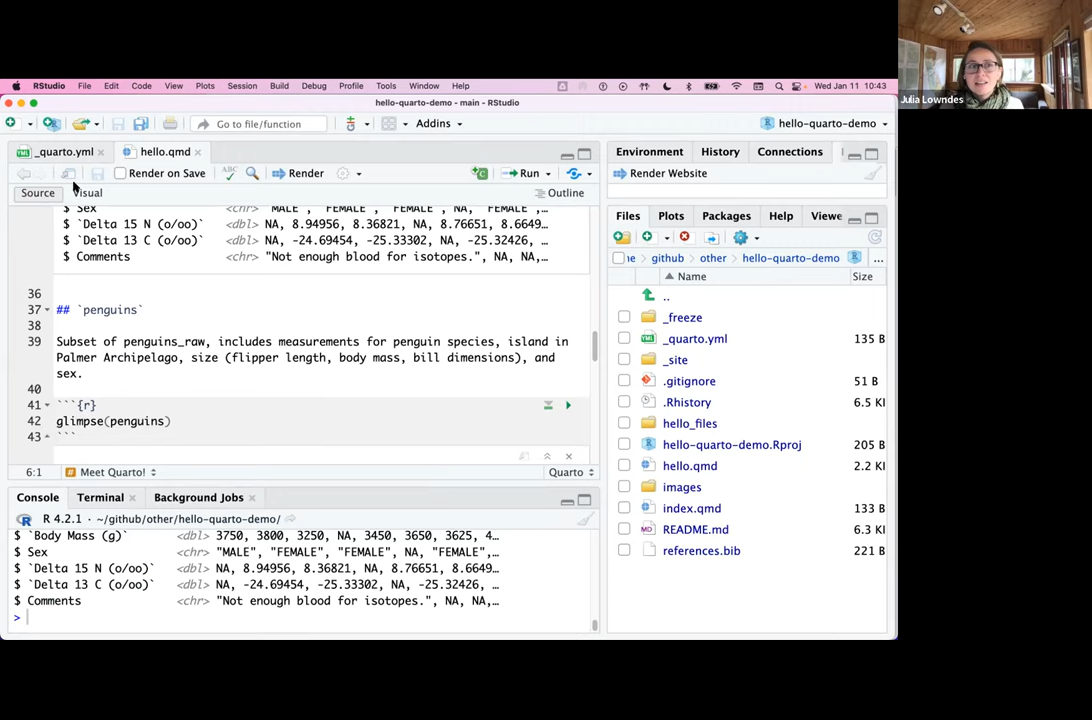 Julia Lowndes
RStudio File Edit Code View Plots Session Build Debug Profile Tools Window Help Wed Jan 11 10:43
hello-quarto-demo - main - RStudio
Go to file/function Addins hello-quarto-demo
_quarto.yml hello.qmd
Render on Save ABC Render Run
Source Visual Outline
$ Sex <chr> "MALE", "FEMALE", "FEMALE", NA, "FEMALE",…
$ `Delta 15 N (o/oo)` <dbl> NA, 8.94956, 8.36821, NA, 8.76651, 8.6649…
$ `Delta 13 C (o/oo)` <dbl> NA, -24.69454, -25.33302, NA, -25.32426, …
$ Comments <chr> "Not enough blood for isotopes.", NA, NA,…
36
37 ## `penguins`
38
39 Subset of penguins_raw, includes measurements for penguin species, island in
Palmer Archipelago, size (flipper length, body mass, bill dimensions), and
sex.
40
41 ```{r}
42 glimpse(penguins)
43 ```
6:1 # Meet Quarto! Quarto
Console Terminal Background Jobs
R R 4.2.1 · ~/github/other/hello-quarto-demo/
$ `Body Mass (g)` <dbl> 3750, 3800, 3250, NA, 3450, 3650, 3625, 4…
$ Sex <chr> "MALE", "FEMALE", "FEMALE", NA, "FEMALE",…
$ `Delta 15 N (o/oo)` <dbl> NA, 8.94956, 8.36821, NA, 8.76651, 8.6649…
$ `Delta 13 C (o/oo)` <dbl> NA, -24.69454, -25.33302, NA, -25.32426, …
$ Comments <chr> "Not enough blood for isotopes.", NA, NA,…
>
Environment History Connections
Render Website
Files Plots Packages Help Viewe
ne github other hello-quarto-demo ...
Name Size
..
_freeze
_quarto.yml 135 B
_site
.gitignore 51 B
.Rhistory 6.5 KI
hello_files
hello-quarto-demo.Rproj 205 B
hello.qmd 2.2 KI
images
index.qmd 133 B
README.md 6.3 KI
references.bib 221 B